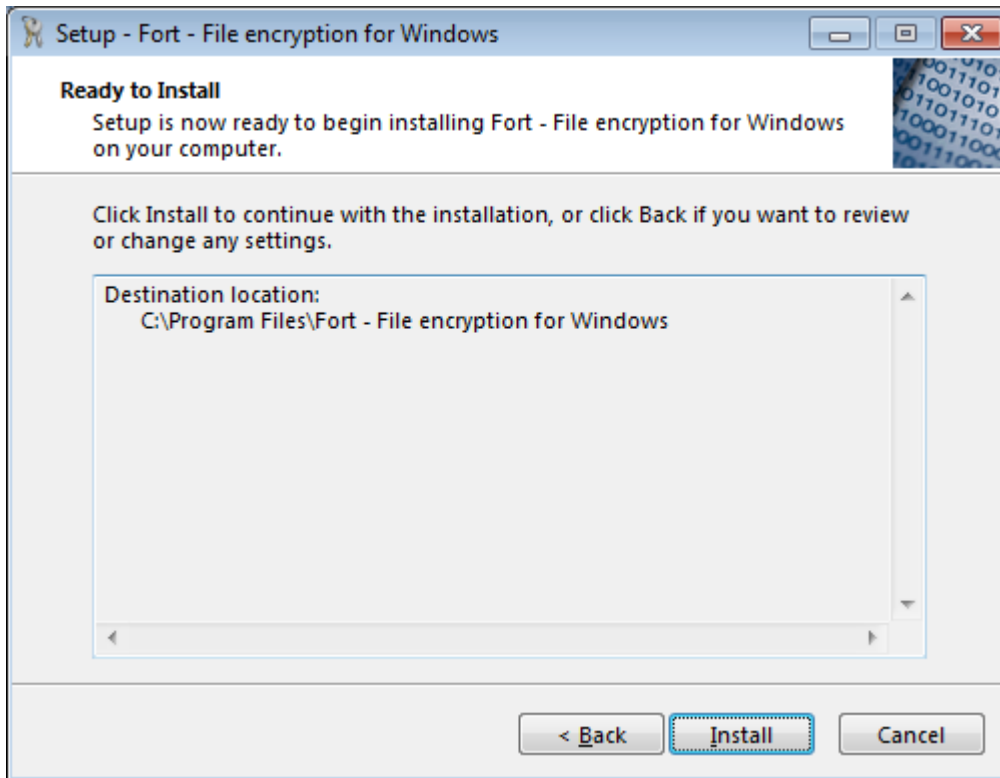 Setup - Fort - File encryption for Windows
Ready to Install
Setup is now ready to begin installing Fort - File encryption for Windows
on your computer.
Click Install to continue with the installation, or click Back if you want to review
or change any settings.
Destination location:
C:\Program Files\Fort - File encryption for Windows
< Back
Install
Cancel